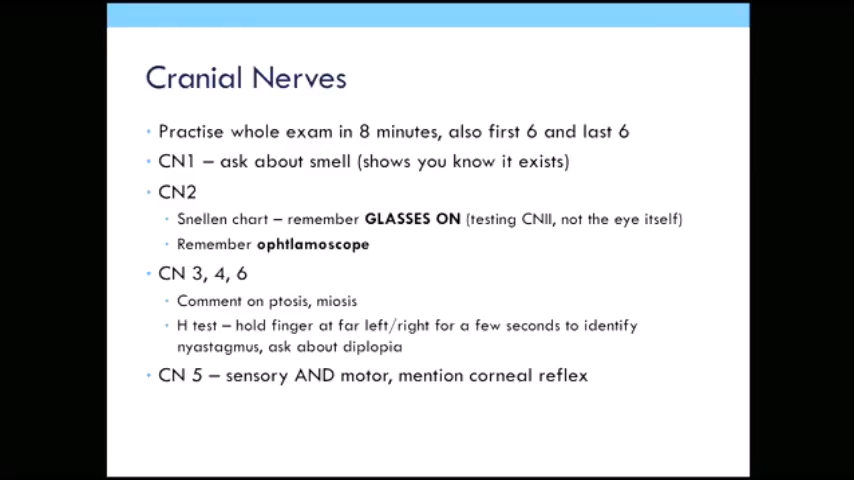 Cranial Nerves
• Practise whole exam in 8 minutes, also first 6 and last 6
• CN1 – ask about smell (shows you know it exists)
• CN2
• Snellen chart – remember GLASSES ON (testing CNII, not the eye itself)
• Remember ophtlamoscope
• CN 3, 4, 6
• Comment on ptosis, miosis
• H test – hold finger at far left/right for a few seconds to identify
nyastagmus, ask about diplopia
• CN 5 – sensory AND motor, mention corneal reflex